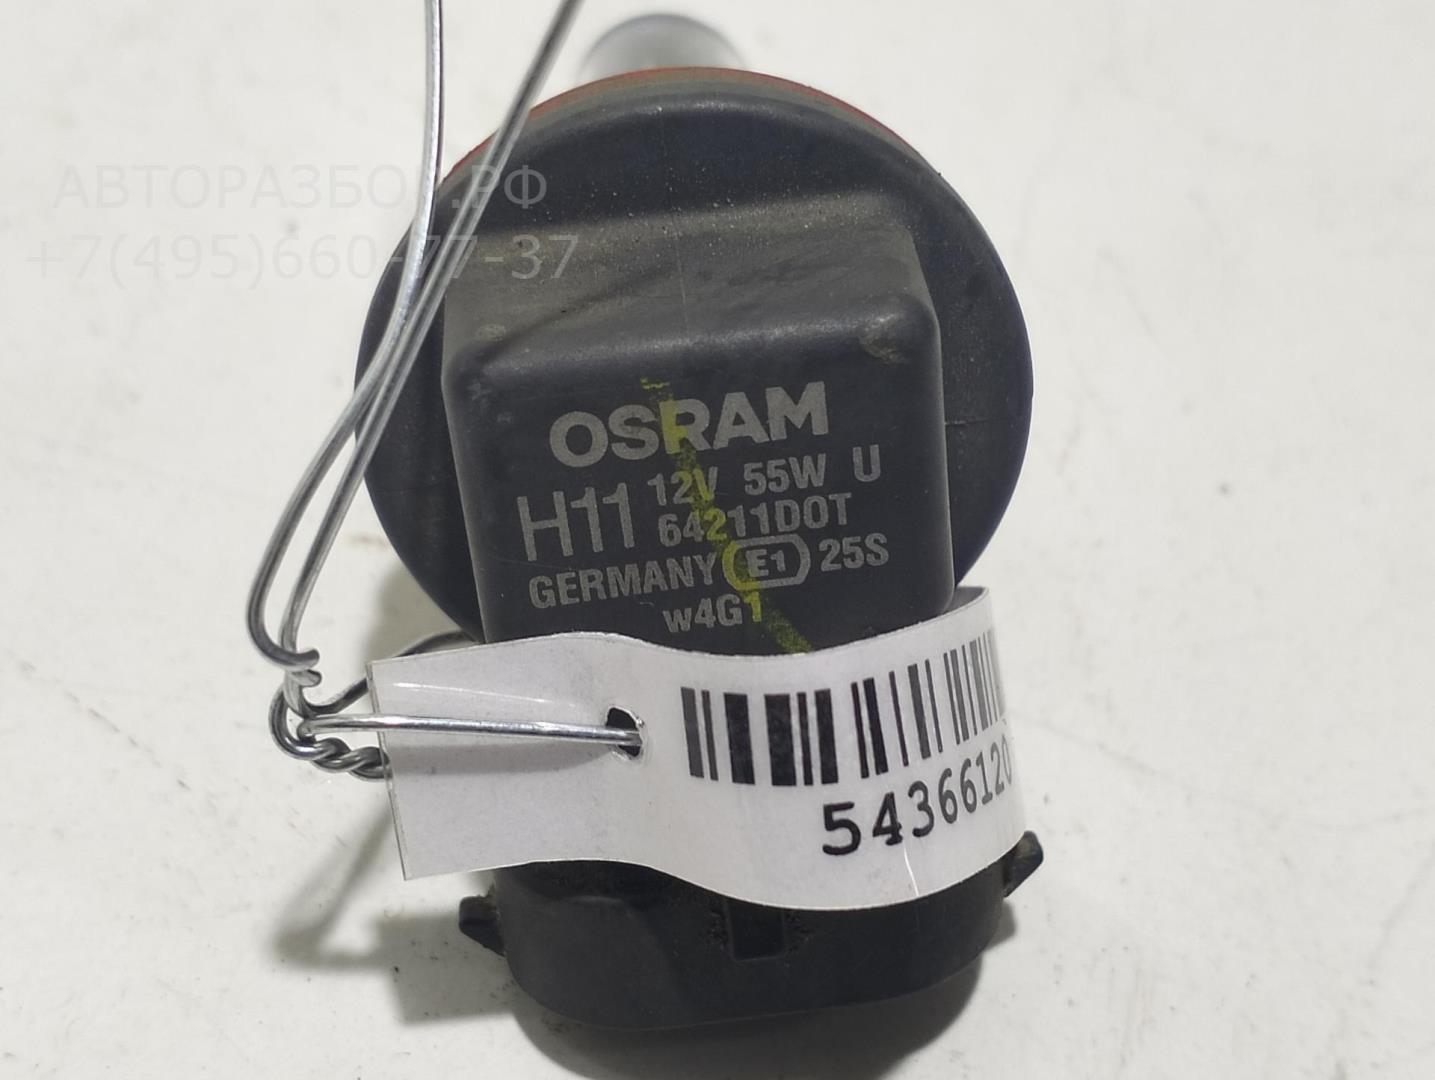 АВТОРАЗБОР.РФ
+7(495)660-77-37
OSRAM
H11 12V 55W U
64211DOT
GERMANY E1 25S
w4G1
54366120